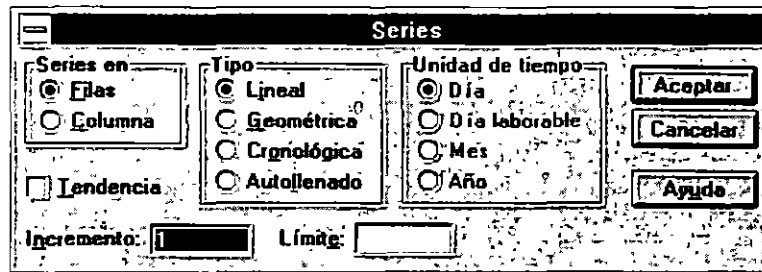 Series
Series en
Filas
Columna
Tendencia
Tipo
Lineal
Geométrica
Cronológica
Autollenado
Unidad de tiempo
Día
Día laborable
Mes
Año
Aceptar
Cancelar
Ayuda
Incremento: 1
Límite: